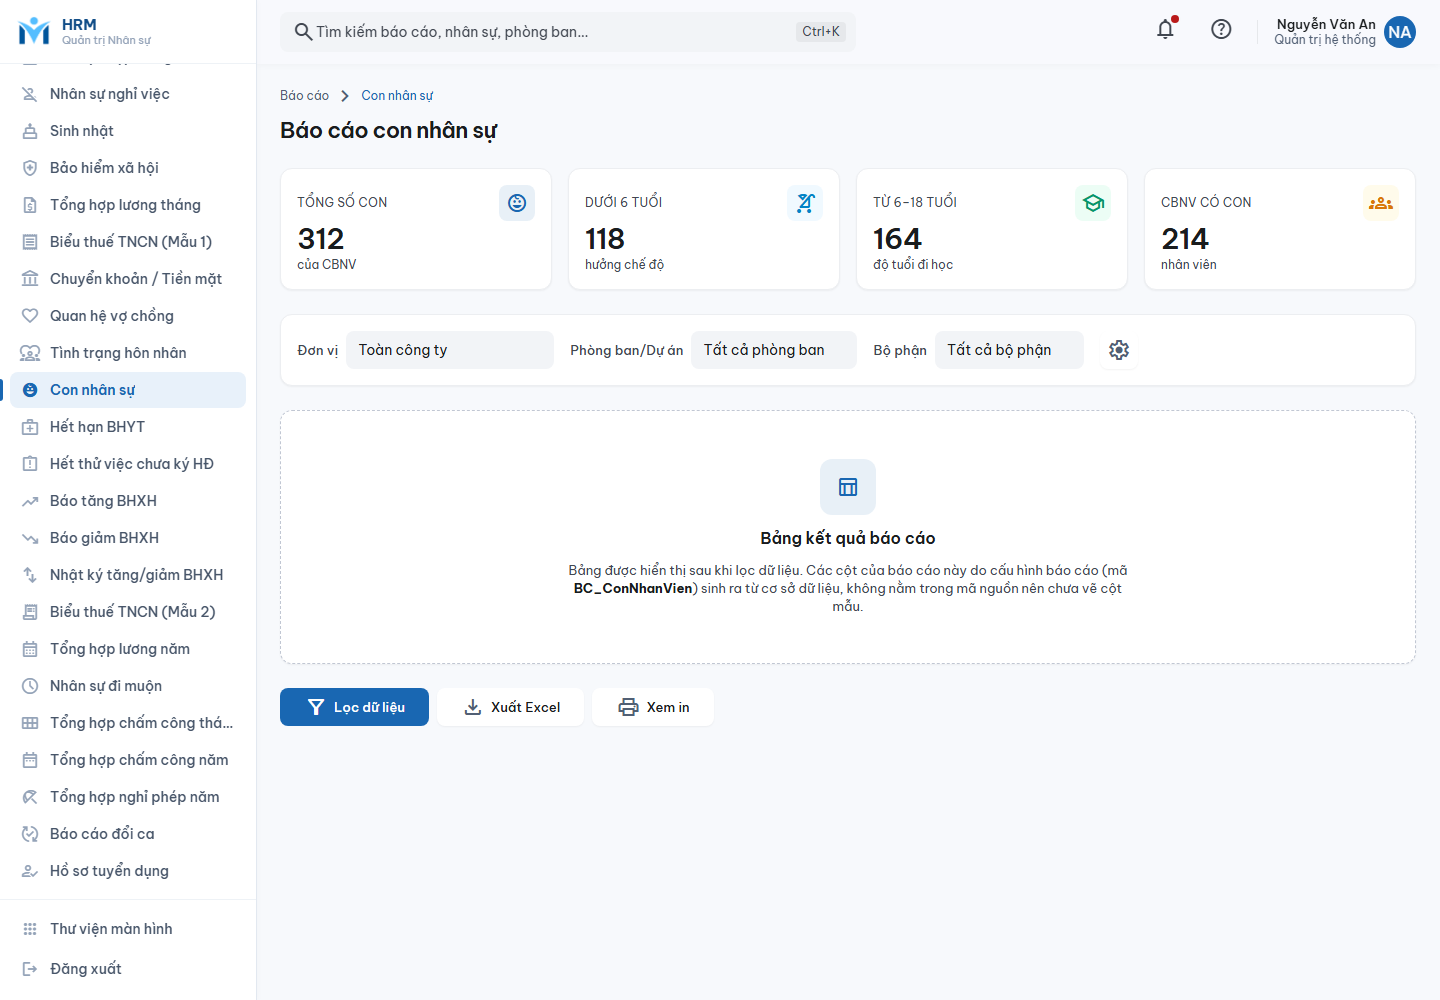 HRM
Quản trị Nhân sự
Nhân sự nghỉ việc
Sinh nhật
Bảo hiểm xã hội
Tổng hợp lương tháng
Biểu thuế TNCN (Mẫu 1)
Chuyển khoản / Tiền mặt
Quan hệ vợ chồng
Tình trạng hôn nhân
Con nhân sự
Hết hạn BHYT
Hết thử việc chưa ký HĐ
Báo tăng BHXH
Báo giảm BHXH
Nhật ký tăng/giảm BHXH
Biểu thuế TNCN (Mẫu 2)
Tổng hợp lương năm
Nhân sự đi muộn
Tổng hợp chấm công thá...
Tổng hợp chấm công năm
Tổng hợp nghỉ phép năm
Báo cáo đổi ca
Hồ sơ tuyển dụng
Thư viện màn hình
Đăng xuất
Tìm kiếm báo cáo, nhân sự, phòng ban...
Ctrl+K
Nguyễn Văn An
Quản trị hệ thống
NA
Báo cáo
Con nhân sự
Báo cáo con nhân sự
TỔNG SỐ CON
312
của CBNV
DƯỚI 6 TUỔI
118
hưởng chế độ
TỪ 6–18 TUỔI
164
độ tuổi đi học
CBNV CÓ CON
214
nhân viên
Đơn vị
Toàn công ty
Phòng ban/Dự án
Tất cả phòng ban
Bộ phận
Tất cả bộ phận
Bảng kết quả báo cáo
Bảng được hiển thị sau khi lọc dữ liệu. Các cột của báo cáo này do cấu hình báo cáo (mã
BC_ConNhanVien) sinh ra từ cơ sở dữ liệu, không nằm trong mã nguồn nên chưa vẽ cột
mẫu.
Lọc dữ liệu
Xuất Excel
Xem in